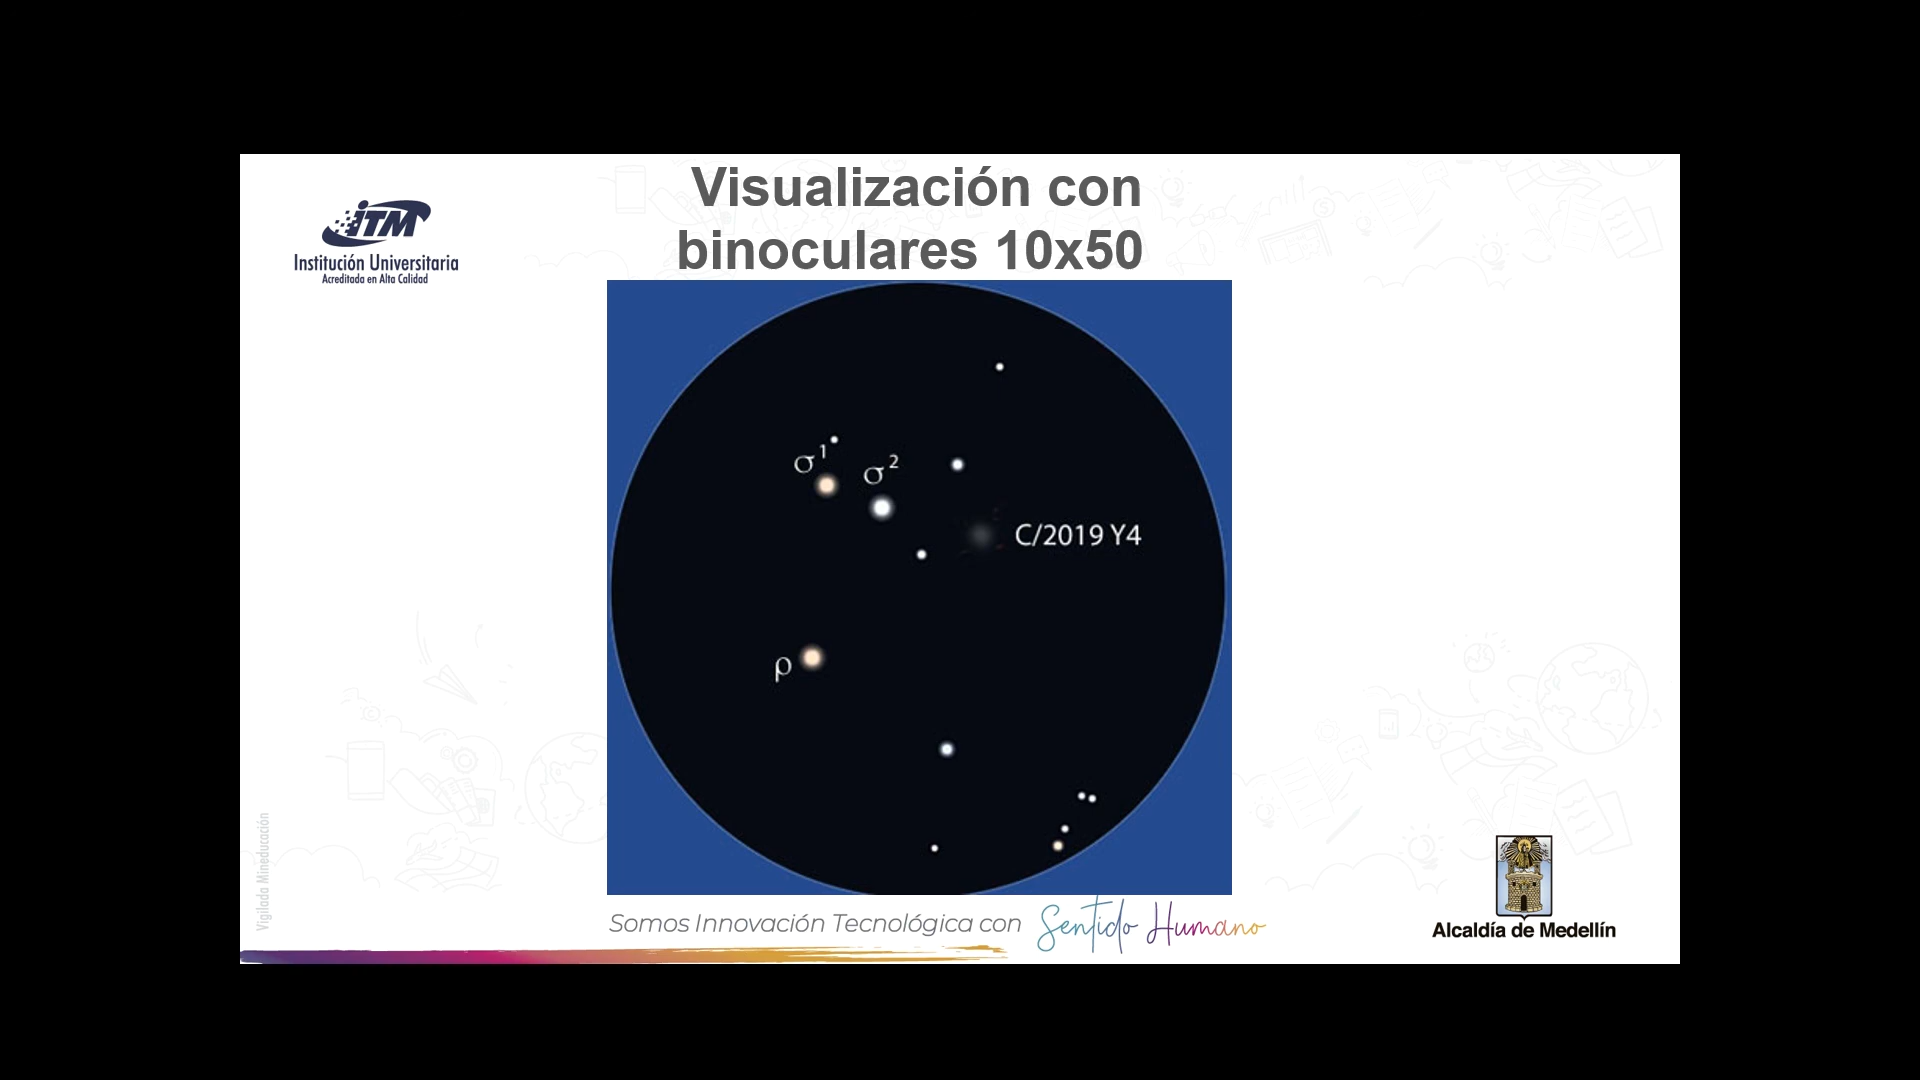 Visualización con
binoculares 10x50
iTM
Institución Universitaria
Acreditada en Alta Calidad
σ¹
σ²
C/2019 Y4
ρ
Vigilada Mineducación
Somos Innovación Tecnológica con Sentido Humano
Alcaldía de Medellín